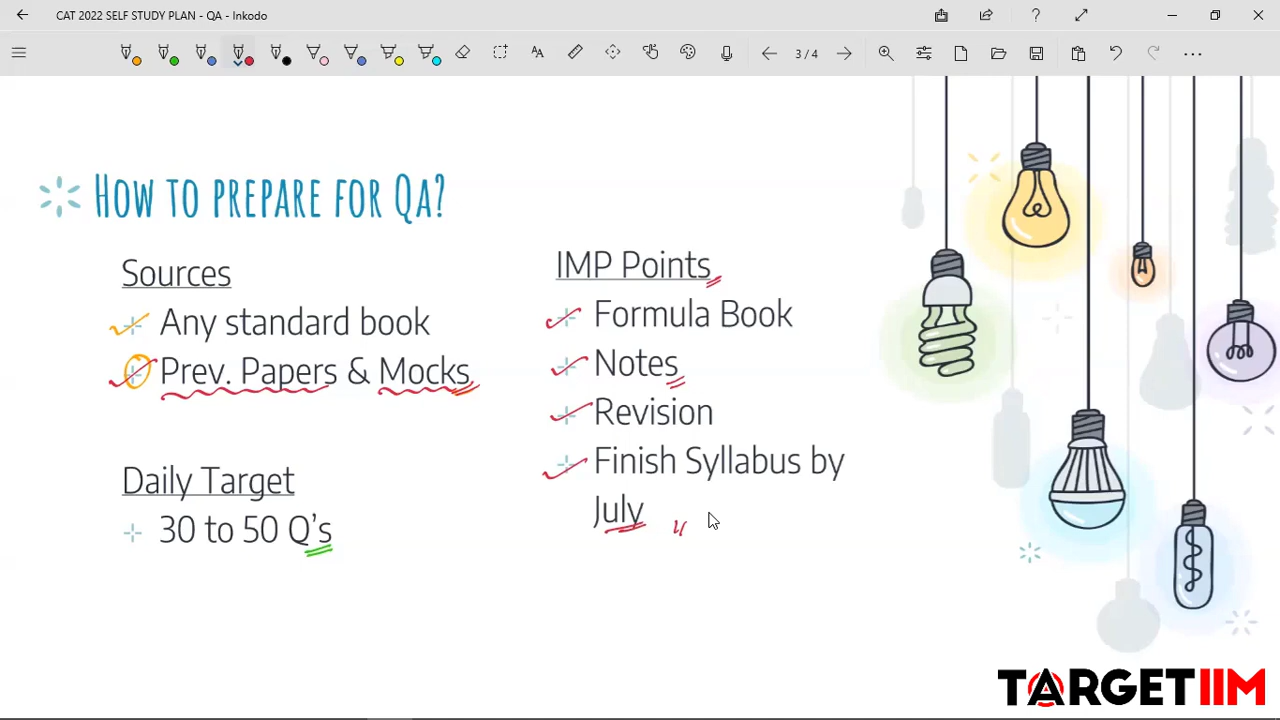 CAT 2022 SELF STUDY PLAN - QA - Inkodo
3/4
HOW TO PREPARE FOR QA?
Sources
Any standard book
Prev. Papers & Mocks
Daily Target
30 to 50 Q's
IMP Points
Formula Book
Notes
Revision
Finish Syllabus by
July
TARGETIIM